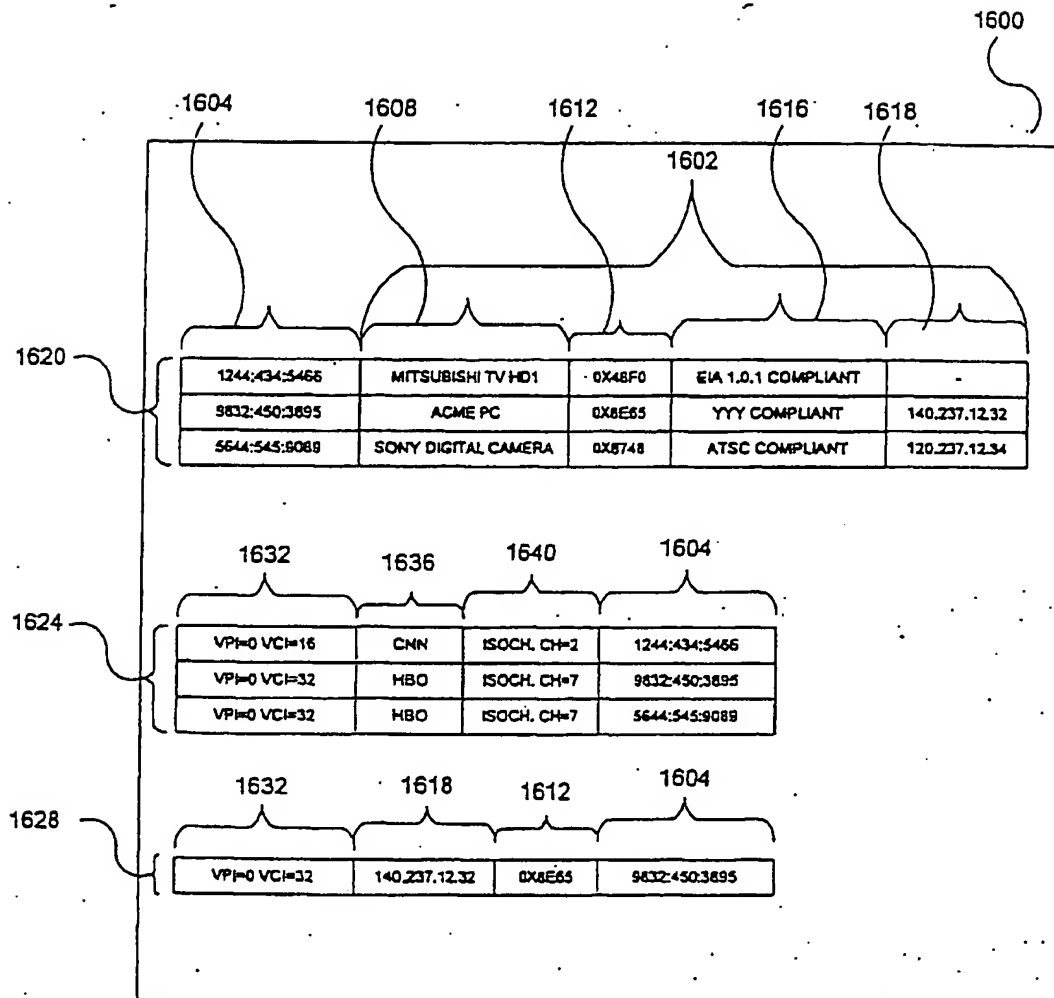 1600
1604 1608 1612 1616 1618
1602
1620
1244:434:5466 MITSUBISHI TV HD1 0X48F0 EIA 1.0.1 COMPLIANT -
9832:450:3895 ACME PC 0X8E65 YYY COMPLIANT 140.237.12.32
5644:545:9089 SONY DIGITAL CAMERA 0X8748 ATSC COMPLIANT 120.237.12.34
1632 1636 1640 1604
1624
VPI=0 VCI=16 CNN ISOCH. CH=2 1244:434:5466
VPI=0 VCI=32 HBO ISOCH. CH=7 9832:450:3895
VPI=0 VCI=32 HBO ISOCH. CH=7 5644:545:9089
1632 1618 1612 1604
1628
VPI=0 VCI=32 140.237.12.32 0X8E65 9832:450:3895